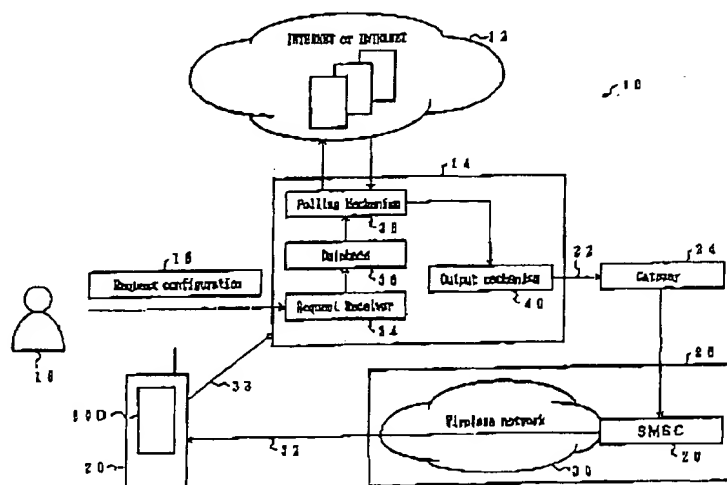 INTERNET or INTRANET
12
10
14
Polling Mechanism
38
Database
36
22
24
16
Request configuration
Output mechanism
40
Gateway
Request Receiver
34
18
33
Wireless network
SMSC
20
32
30